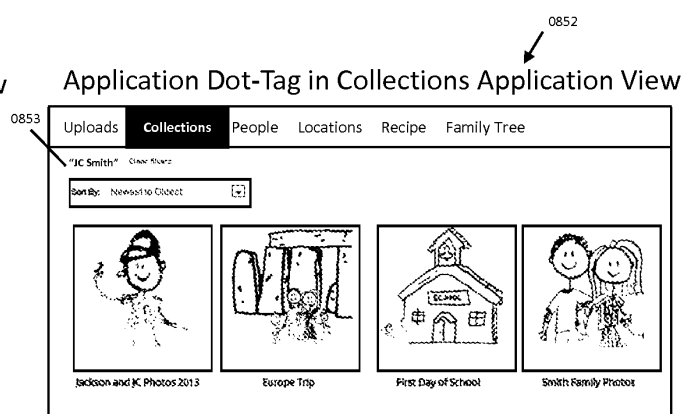 0852
Application Dot-Tag in Collections Application View
0853
Uploads Collections People Locations Recipe Family Tree
"JC Smith" Clear filters
Sort By: Newest to Oldest
SCHOOL
Jackson and JC Photos 2013 Europe Trip First Day of School Smith Family Photos